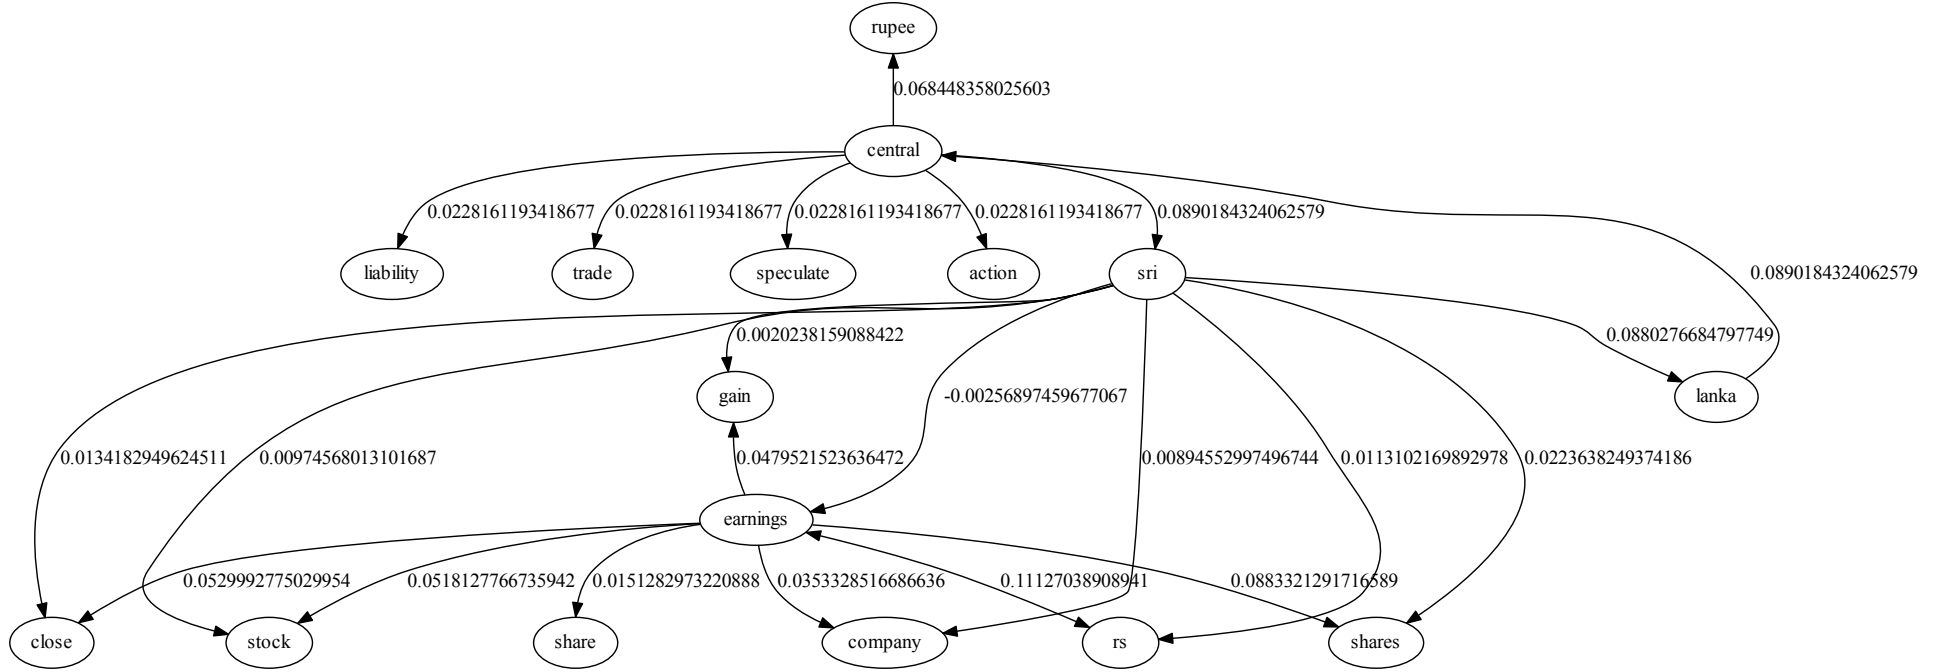 rupee
0.068448358025603
central
0.0228161193418677
0.0228161193418677
0.0228161193418677
0.0228161193418677
0.0890184324062579
liability
trade
speculate
action
sri
0.0890184324062579
0.0020238159088422
0.0880276684797749
gain
-0.00256897459677067
lanka
0.0134182949624511
0.00974568013101687
0.0479521523636472
0.00894552997496744
0.0113102169892978
0.0223638249374186
earnings
0.0529992775029954
0.0518127766735942
0.0151282973220888
0.0353328516686636
0.11127038908941
0.0883321291716589
close
stock
share
company
rs
shares